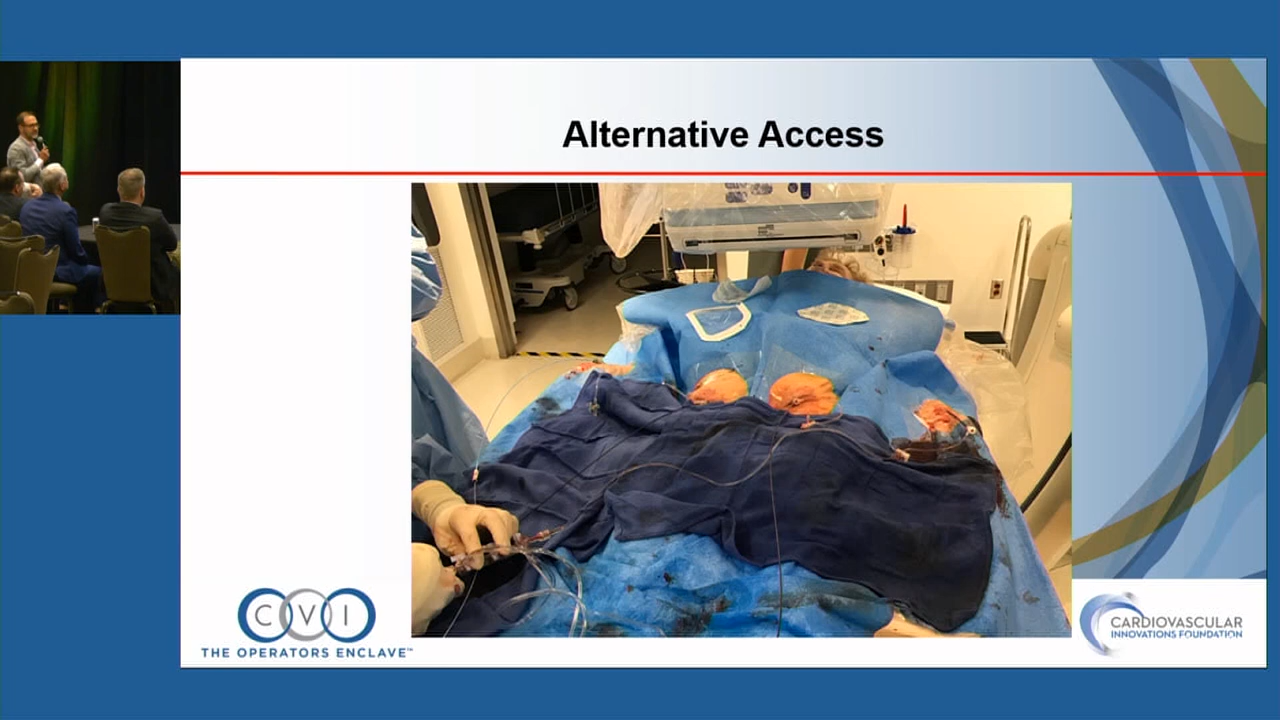 Alternative Access
CVI
THE OPERATORS ENCLAVE™
CARDIOVASCULAR
INNOVATIONS FOUNDATION